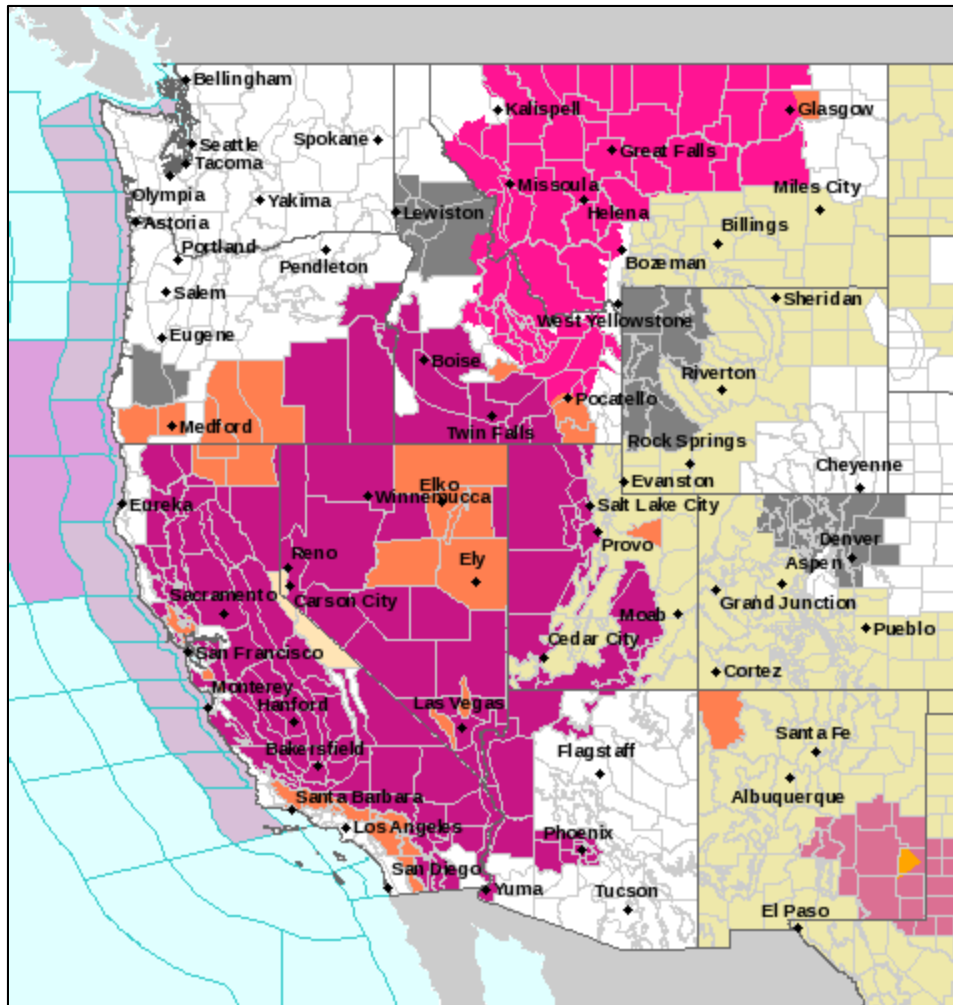 Bellingham
Kalispell
Glasgow
Seattle
Spokane
Great Falls
Tacoma
Missoula
Miles City
Olympia
Yakima
Lewiston
Helena
Astoria
Billings
Portland
Pendleton
Bozeman
Salem
Sheridan
West Yellowstone
Eugene
Boise
Riverton
Pocatello
Medford
Twin Falls
Rock Springs
Cheyenne
Elko
Evanston
Eureka
Winnemucca
Salt Lake City
Provo
Denver
Reno
Ely
Aspen
Sacramento
Carson City
Moab
Grand Junction
Cedar City
Pueblo
San Francisco
Cortez
Monterey
Hanford
Las Vegas
Santa Fe
Bakersfield
Flagstaff
Albuquerque
Santa Barbara
Los Angeles
Phoenix
San Diego
Yuma
Tucson
El Paso